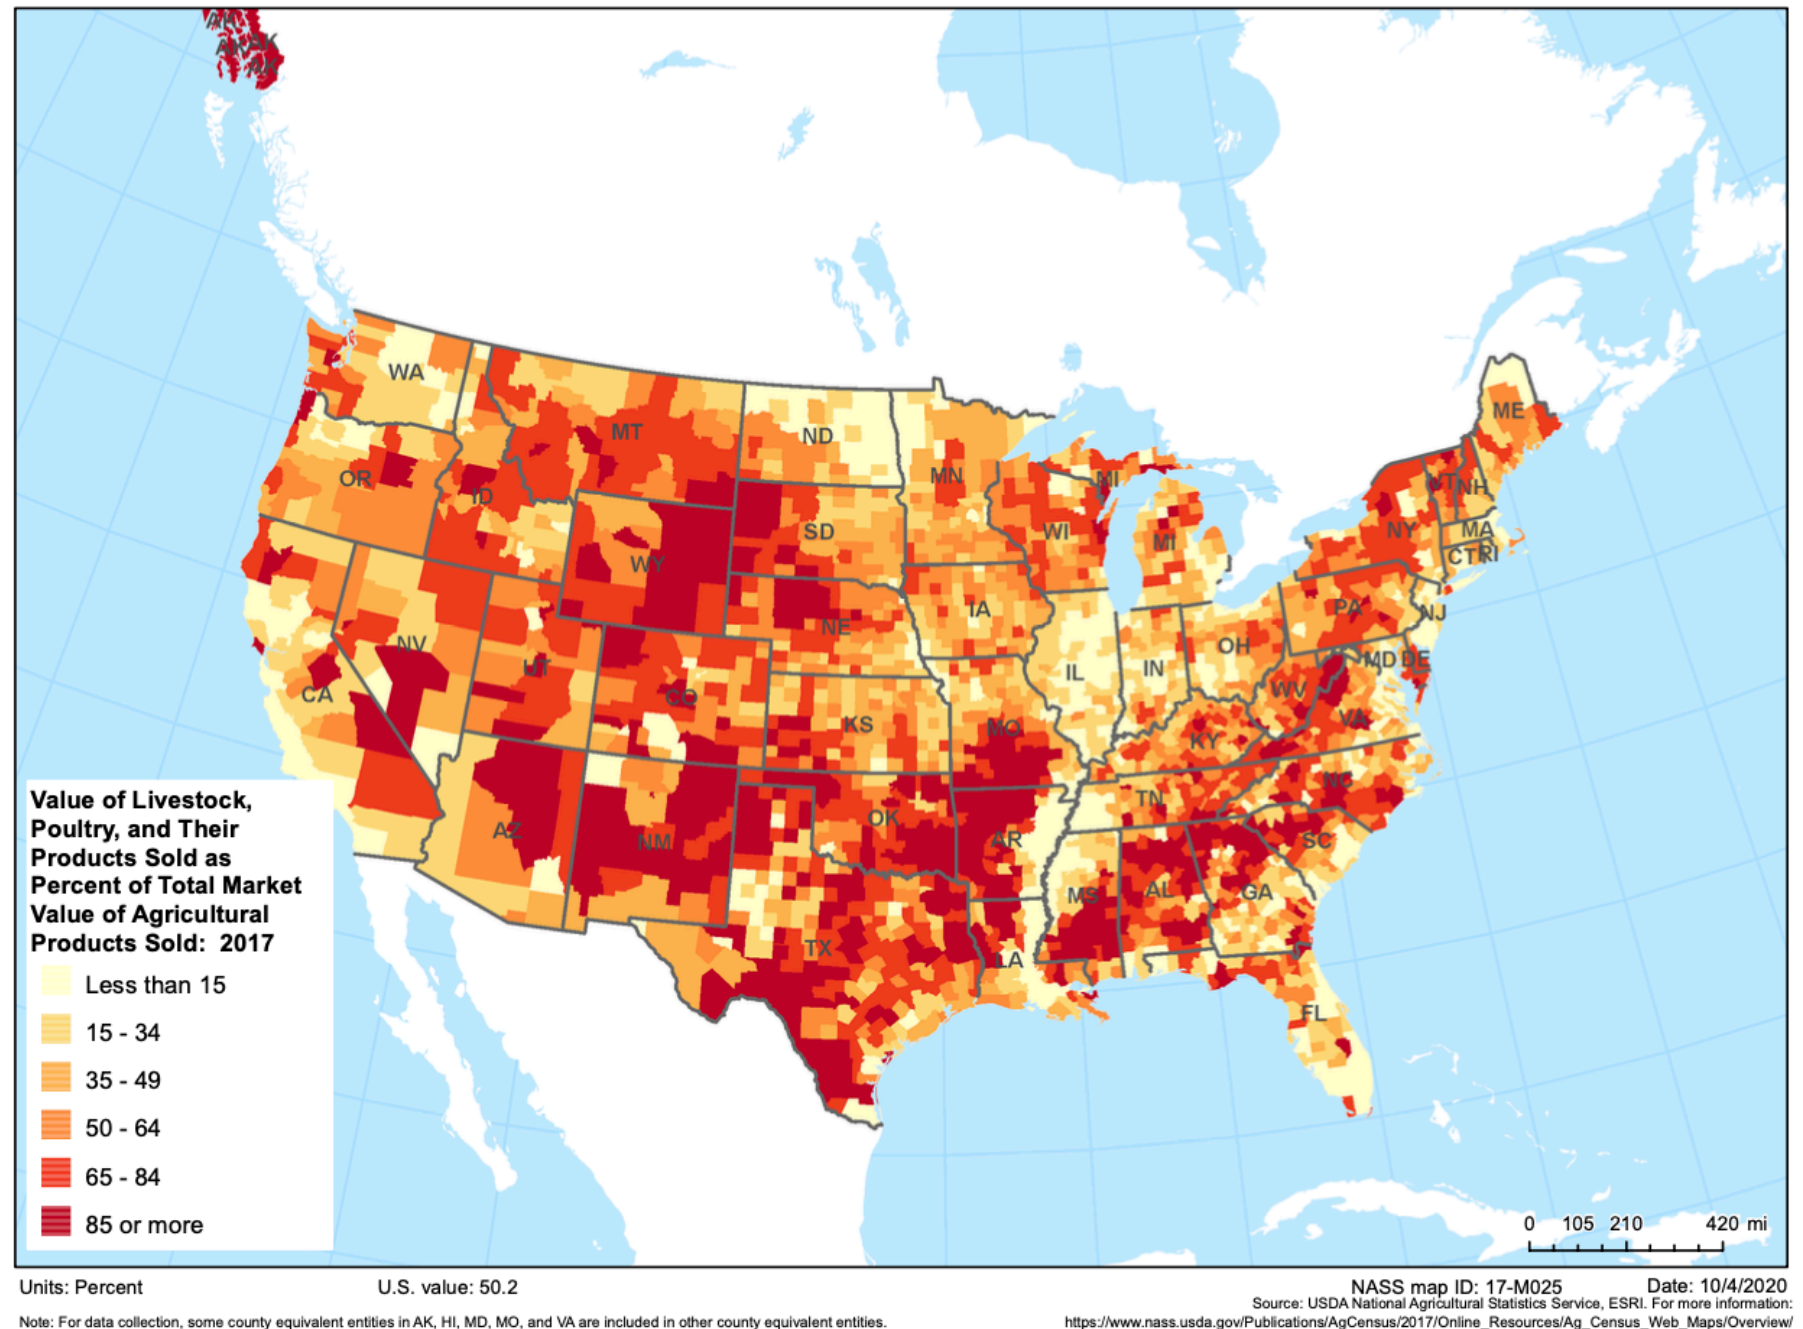 AK
AK
AK
AK
WA
MT
ND
MN
MI
ME
OR
ID
SD
WI
MI
VT
NH
NY
MA
CT
RI
WY
IA
PA
NJ
NE
NV
UT
CO
IL
IN
OH
MD
DE
WV
CA
KS
MO
KY
VA
AZ
NM
OK
AR
TN
NC
SC
MS
AL
GA
TX
LA
FL
Value of Livestock,
Poultry, and Their
Products Sold as
Percent of Total Market
Value of Agricultural
Products Sold: 2017
Less than 15
15 - 34
35 - 49
50 - 64
65 - 84
85 or more
0 105 210 420 mi
Units: Percent U.S. value: 50.2 NASS map ID: 17-M025 Date: 10/4/2020
Source: USDA National Agricultural Statistics Service, ESRI. For more information:
Note: For data collection, some county equivalent entities in AK, HI, MD, MO, and VA are included in other county equivalent entities. https://www.nass.usda.gov/Publications/AgCensus/2017/Online_Resources/Ag_Census_Web_Maps/Overview/